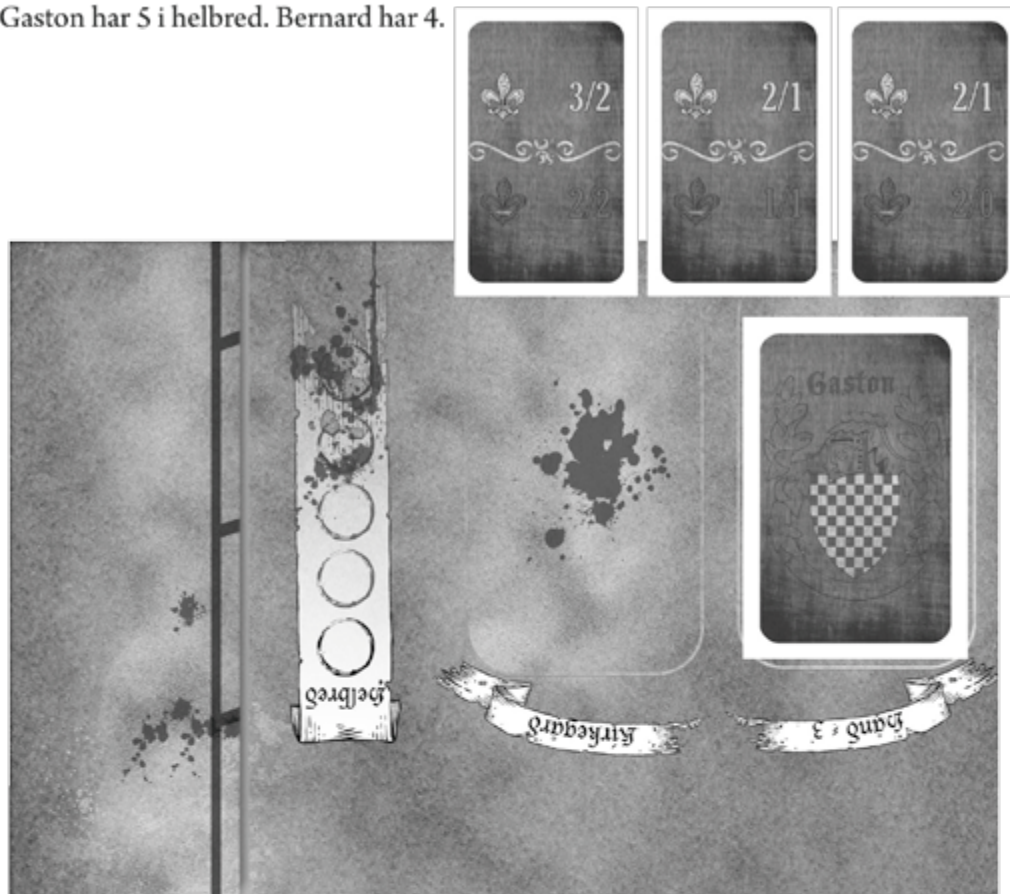 Gaston har 5 i helbred. Bernard har 4.
3/2 2/1 2/1
2/2 1/1 2/0
Gaston
Helbred
Kirkegård Hånd = 3